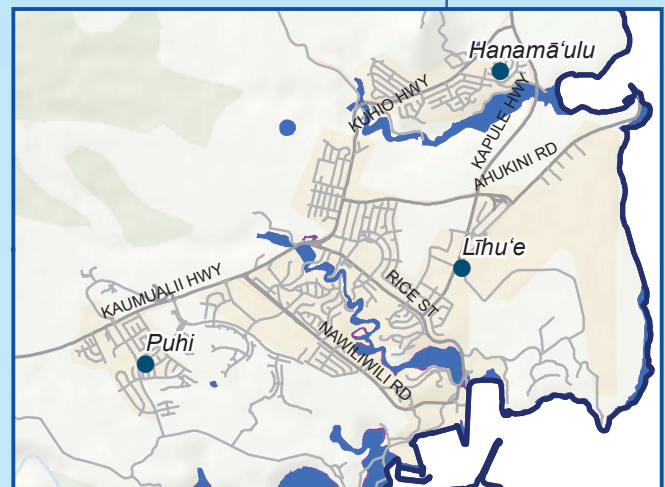 Hanamāʻulu
KUHIO HWY
KAPULE HWY
AHUKINI RD
Līhuʻe
KAUMUALII HWY
RICE ST
Puhi
NAWILIWILI RD